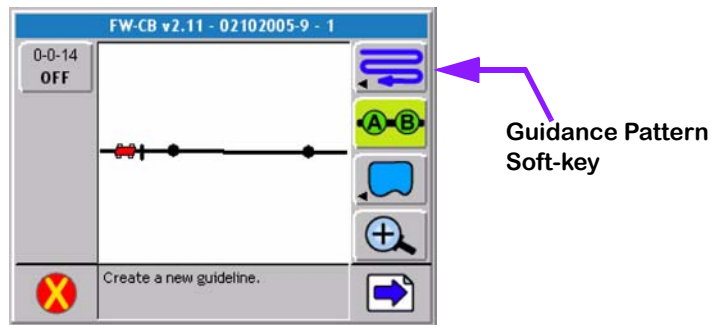 FW-CB v2.11 - 02102005-9 - 1
0-0-14
OFF
A B
Guidance Pattern
Soft-key
Create a new guideline.
X